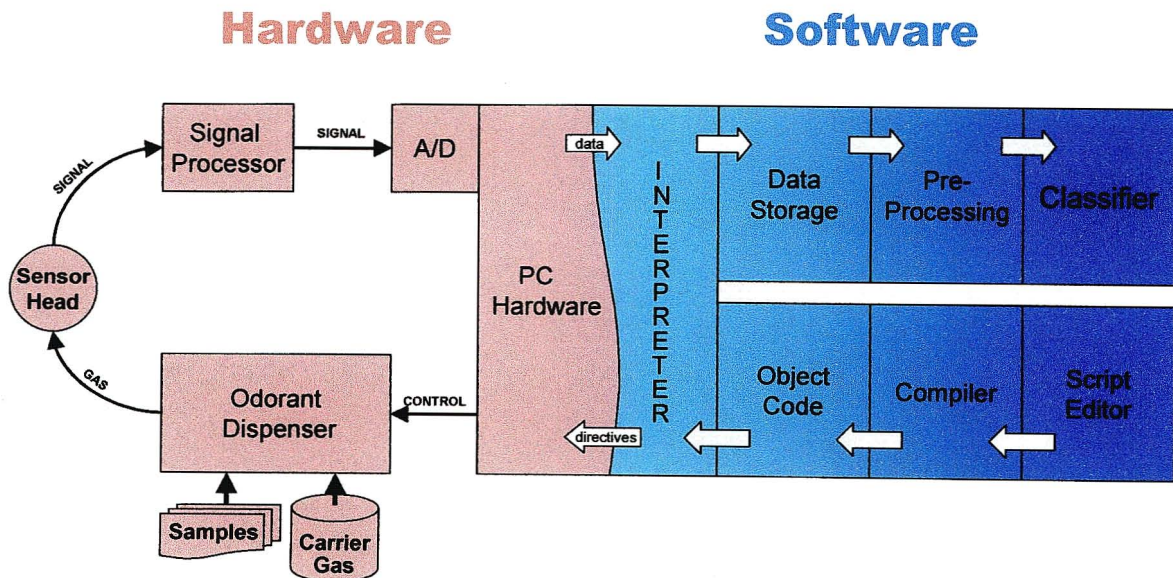 Hardware
Software
Signal
Processor
SIGNAL
A/D
SIGNAL
Sensor
Head
GAS
Odorant
Dispenser
CONTROL
Samples
Carrier
Gas
PC
Hardware
data
directives
INTERPRETER
Data
Storage
Pre-
Processing
Classifier
Object
Code
Compiler
Script
Editor